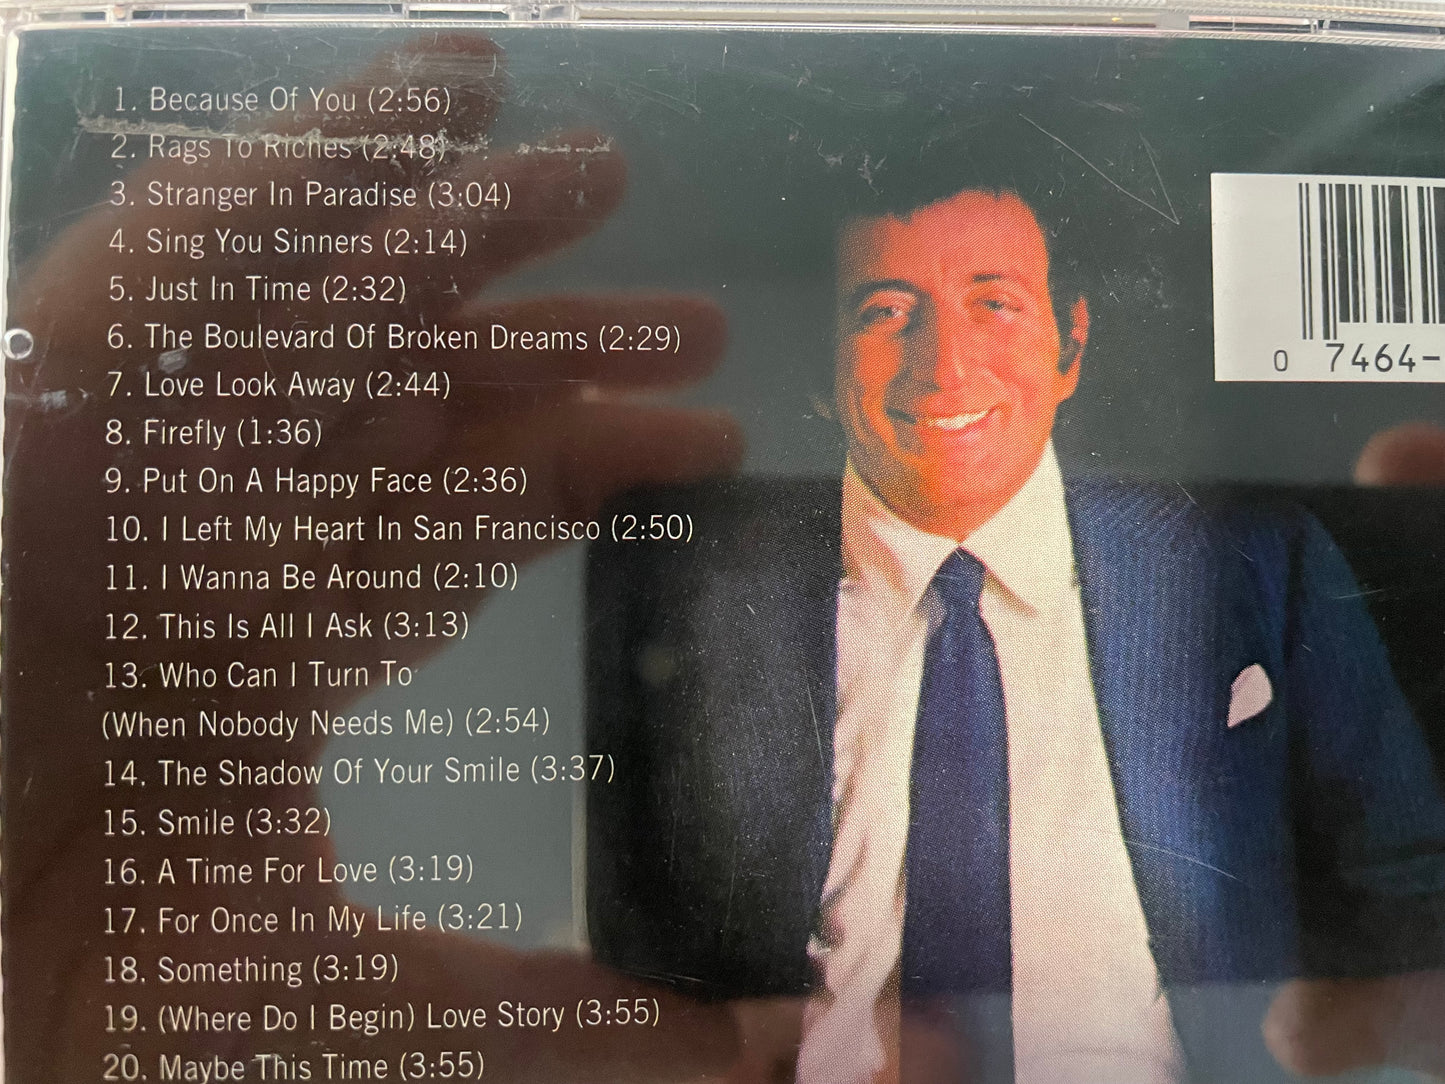 1. Because Of You (2:56)
2. Rags To Riches (2:48)
3. Stranger In Paradise (3:04)
4. Sing You Sinners (2:14)
5. Just In Time (2:32)
6. The Boulevard Of Broken Dreams (2:29)
7. Love Look Away (2:44)
8. Firefly (1:36)
9. Put On A Happy Face (2:36)
10. I Left My Heart In San Francisco (2:50)
11. I Wanna Be Around (2:10)
12. This Is All I Ask (3:13)
13. Who Can I Turn To
(When Nobody Needs Me) (2:54)
14. The Shadow Of Your Smile (3:37)
15. Smile (3:32)
16. A Time For Love (3:19)
17. For Once In My Life (3:21)
18. Something (3:19)
19. (Where Do I Begin) Love Story (3:55)
20. Maybe This Time (3:55)
0 7464-